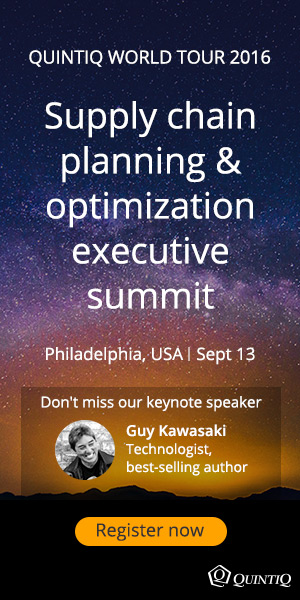 QUINTIQ WORLD TOUR 2016
Supply chain
planning &
optimization
executive
summit
Philadelphia, USA | Sept 13
Don't miss our keynote speaker
Guy Kawasaki
Technologist,
best-selling author
Register now
QUINTIQ